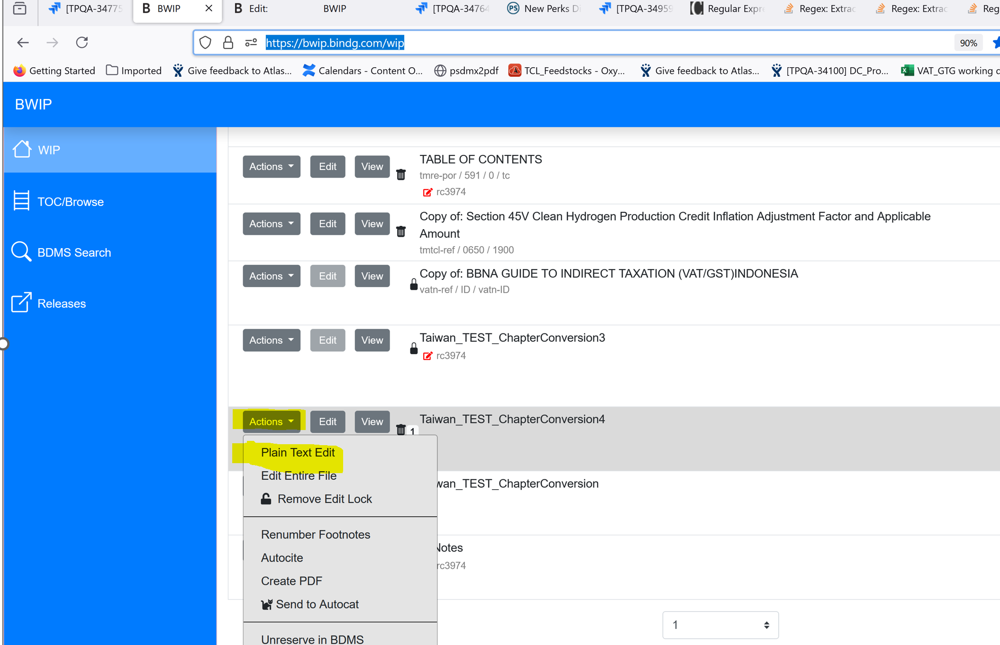 [TPQA-34775
B BWIP
B Edit: BWIP
[TPQA-34764
PS New Perks Di
[TPQA-34959
Regular Expre
Regex: Extrac
Regex: Extrac
Reg
https://bwip.bindg.com/wip
90%
Getting Started
Imported
Give feedback to Atlas...
Calendars - Content O...
psdmx2pdf
TCL_Feedstocks - Oxy...
Give feedback to Atlas...
[TPQA-34100] DC_Pro...
VAT_GTG working d
BWIP
WIP
TOC/Browse
BDMS Search
Releases
Actions Edit View
TABLE OF CONTENTS
tmre-por / 591 / 0 / tc
rc3974
Actions Edit View
Copy of: Section 45V Clean Hydrogen Production Credit Inflation Adjustment Factor and Applicable
Amount
tmtcl-ref / 0650 / 1900
Actions Edit View
Copy of: BBNA GUIDE TO INDIRECT TAXATION (VAT/GST)INDONESIA
vatn-ref / ID / vatn-ID
Actions Edit View
Taiwan_TEST_ChapterConversion3
rc3974
Actions Edit View
1
Taiwan_TEST_ChapterConversion4
Plain Text Edit
Edit Entire File
Remove Edit Lock
Renumber Footnotes
Autocite
Create PDF
Send to Autocat
Unreserve in BDMS
wan_TEST_ChapterConversion
Notes
rc3974
1